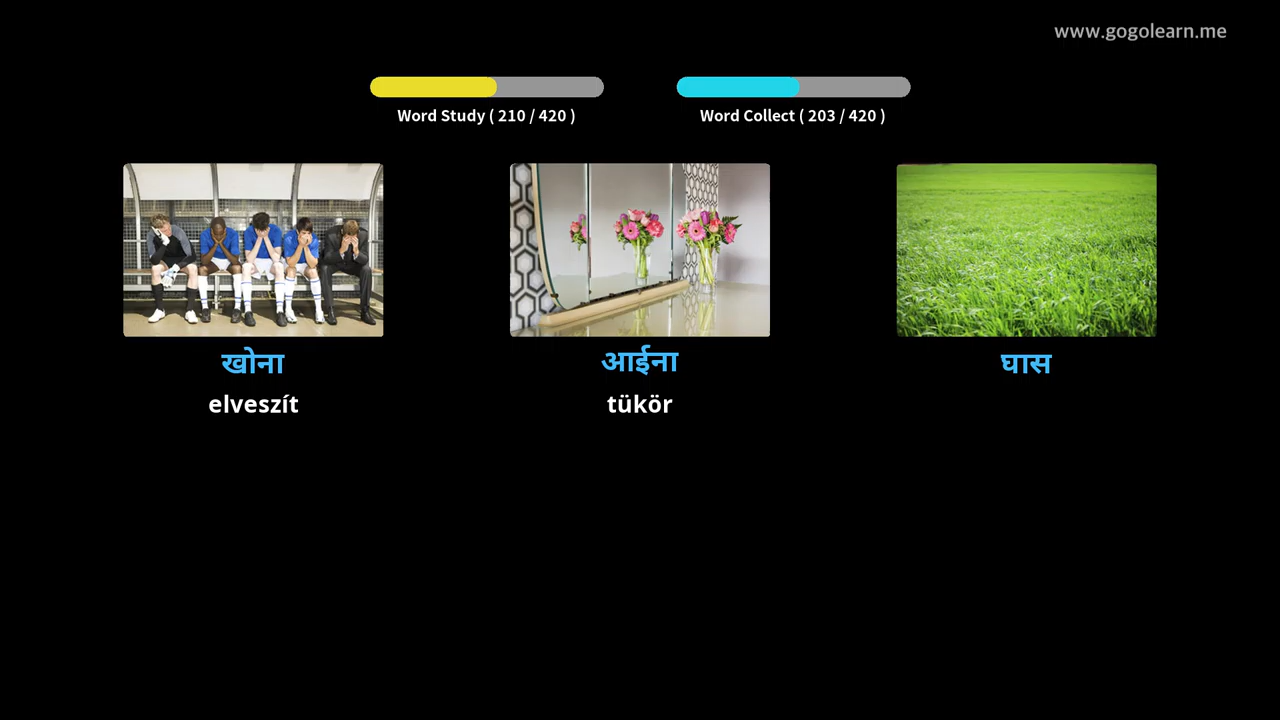 www.gogolearn.me
Word Study ( 210 / 420 )
Word Collect ( 203 / 420 )
खोना
आईना
घास
elveszít
tükör